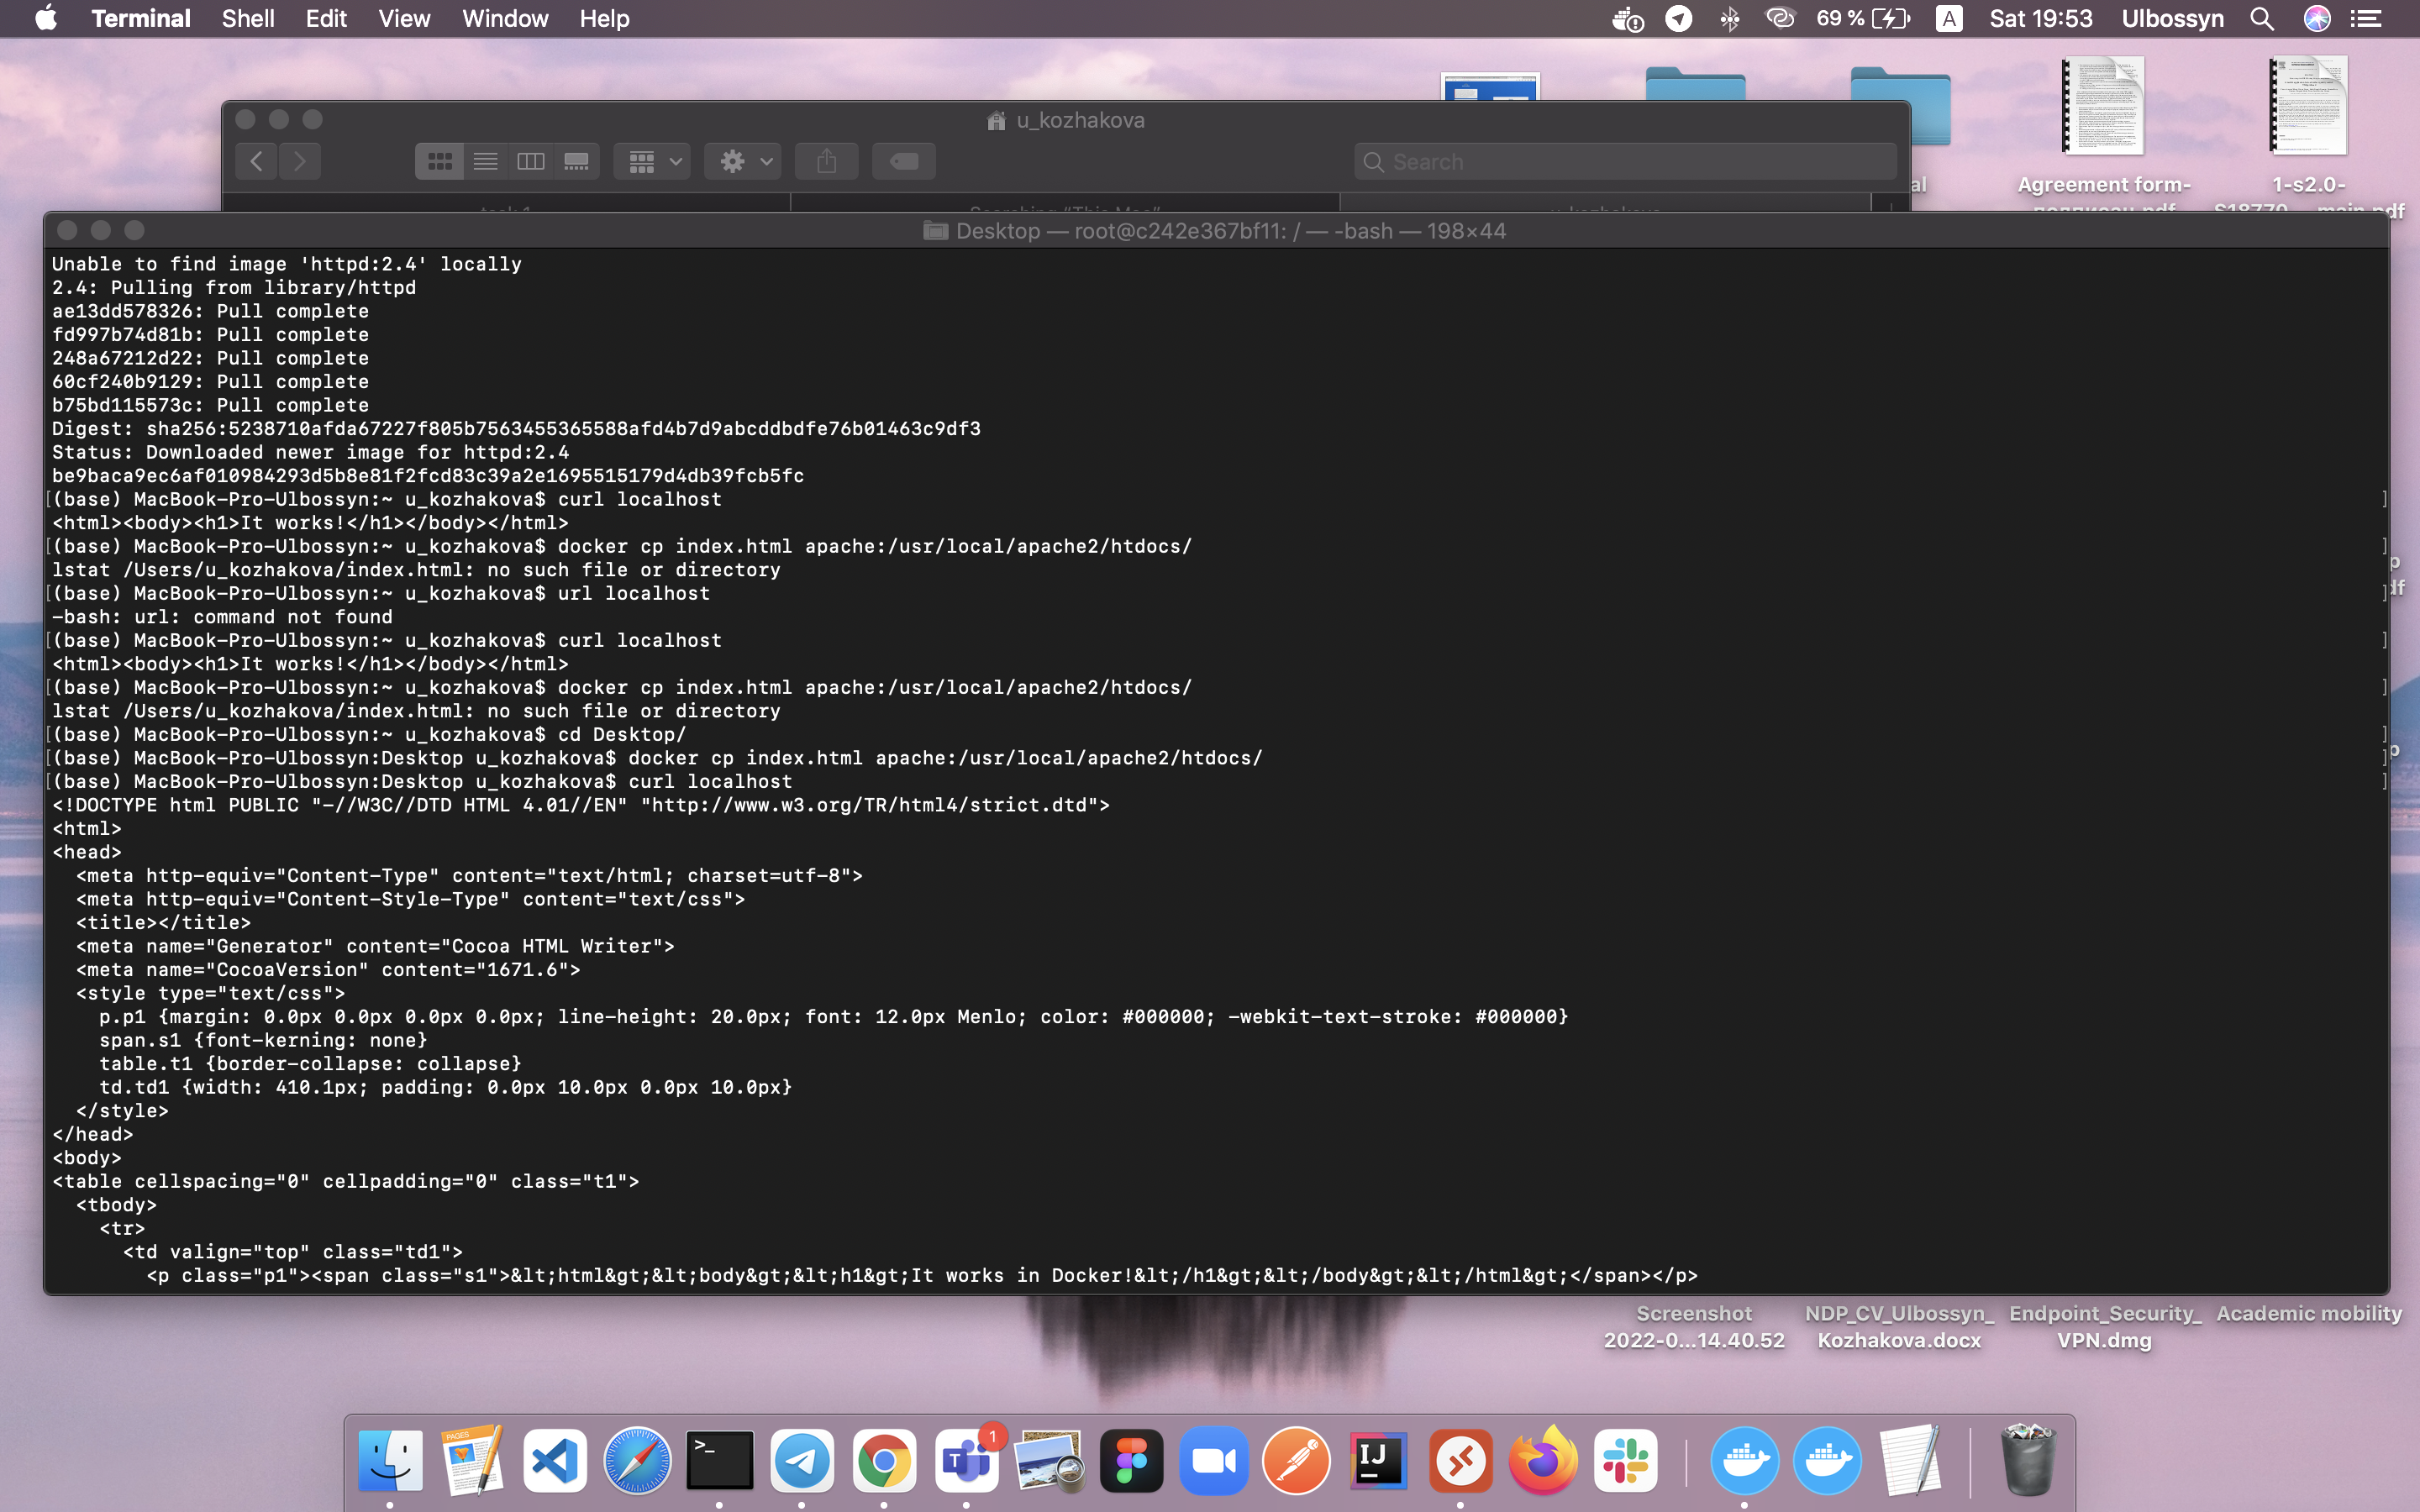 Terminal Shell Edit View Window Help 69 % A Sat 19:53 Ulbossyn
u_kozhakova
Search
Agreement form-
1-s2.0-
Desktop — root@c242e367bf11: / — -bash — 198×44
Unable to find image 'httpd:2.4' locally
2.4: Pulling from library/httpd
ae13dd578326: Pull complete
fd997b74d81b: Pull complete
248a67212d22: Pull complete
60cf240b9129: Pull complete
b75bd115573c: Pull complete
Digest: sha256:5238710afda67227f805b7563455365588afd4b7d9abcddbdfe76b01463c9df3
Status: Downloaded newer image for httpd:2.4
be9baca9ec6af010984293d5b8e81f2fcd83c39a2e1695515179d4db39fcb5fc
[(base) MacBook-Pro-Ulbossyn:~ u_kozhakova$ curl localhost ]
<html><body><h1>It works!</h1></body></html>
[(base) MacBook-Pro-Ulbossyn:~ u_kozhakova$ docker cp index.html apache:/usr/local/apache2/htdocs/ ]
lstat /Users/u_kozhakova/index.html: no such file or directory
[(base) MacBook-Pro-Ulbossyn:~ u_kozhakova$ url localhost ]
-bash: url: command not found
[(base) MacBook-Pro-Ulbossyn:~ u_kozhakova$ curl localhost ]
<html><body><h1>It works!</h1></body></html>
[(base) MacBook-Pro-Ulbossyn:~ u_kozhakova$ docker cp index.html apache:/usr/local/apache2/htdocs/ ]
lstat /Users/u_kozhakova/index.html: no such file or directory
[(base) MacBook-Pro-Ulbossyn:~ u_kozhakova$ cd Desktop/ ]
[(base) MacBook-Pro-Ulbossyn:Desktop u_kozhakova$ docker cp index.html apache:/usr/local/apache2/htdocs/ ]
[(base) MacBook-Pro-Ulbossyn:Desktop u_kozhakova$ curl localhost ]
<!DOCTYPE html PUBLIC "-//W3C//DTD HTML 4.01//EN" "http://www.w3.org/TR/html4/strict.dtd">
<html>
<head>
  <meta http-equiv="Content-Type" content="text/html; charset=utf-8">
  <meta http-equiv="Content-Style-Type" content="text/css">
  <title></title>
  <meta name="Generator" content="Cocoa HTML Writer">
  <meta name="CocoaVersion" content="1671.6">
  <style type="text/css">
    p.p1 {margin: 0.0px 0.0px 0.0px 0.0px; line-height: 20.0px; font: 12.0px Menlo; color: #000000; -webkit-text-stroke: #000000}
    span.s1 {font-kerning: none}
    table.t1 {border-collapse: collapse}
    td.td1 {width: 410.1px; padding: 0.0px 10.0px 0.0px 10.0px}
  </style>
</head>
<body>
<table cellspacing="0" cellpadding="0" class="t1">
  <tbody>
    <tr>
      <td valign="top" class="td1">
        <p class="p1"><span class="s1">&lt;html&gt;&lt;body&gt;&lt;h1&gt;It works in Docker!&lt;/h1&gt;&lt;/body&gt;&lt;/html&gt;</span></p>
Screenshot
2022-0...14.40.52
NDP_CV_Ulbossyn_
Kozhakova.docx
Endpoint_Security_
VPN.dmg
Academic mobility
PAGES
>_
T
1
IJ